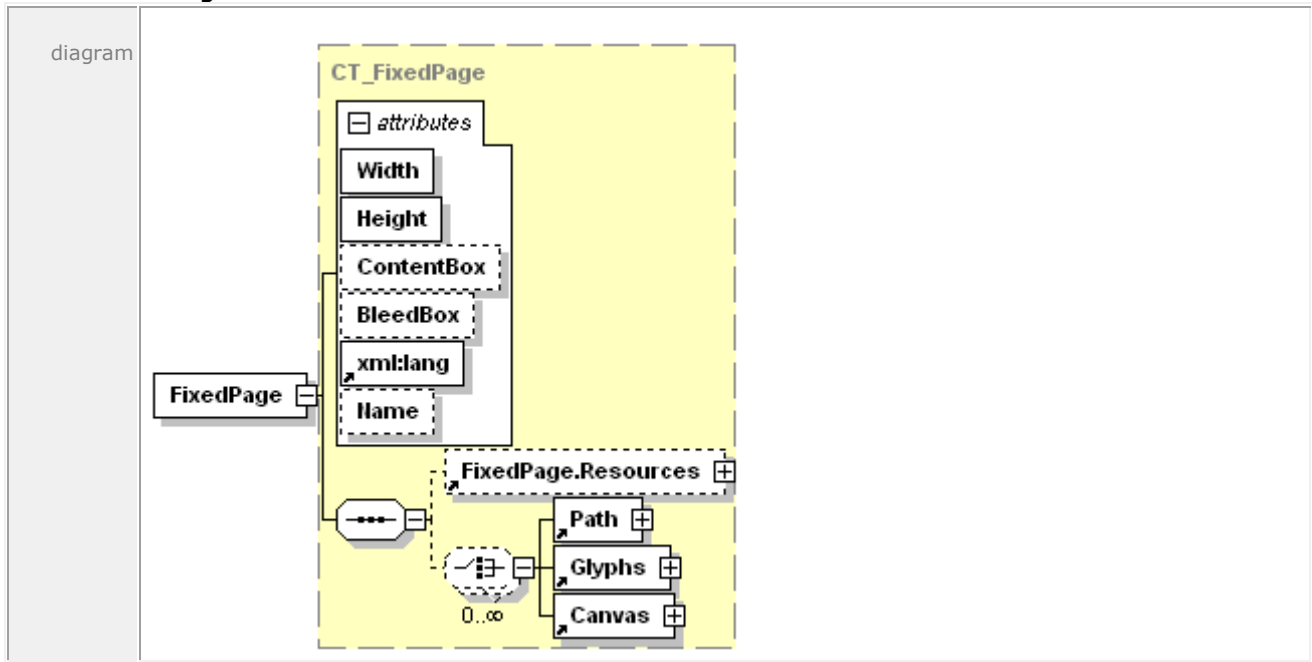 diagram
CT_FixedPage
attributes
Width
Height
ContentBox
BleedBox
xml:lang
FixedPage
Name
FixedPage.Resources
Path
Glyphs
0..∞
Canvas